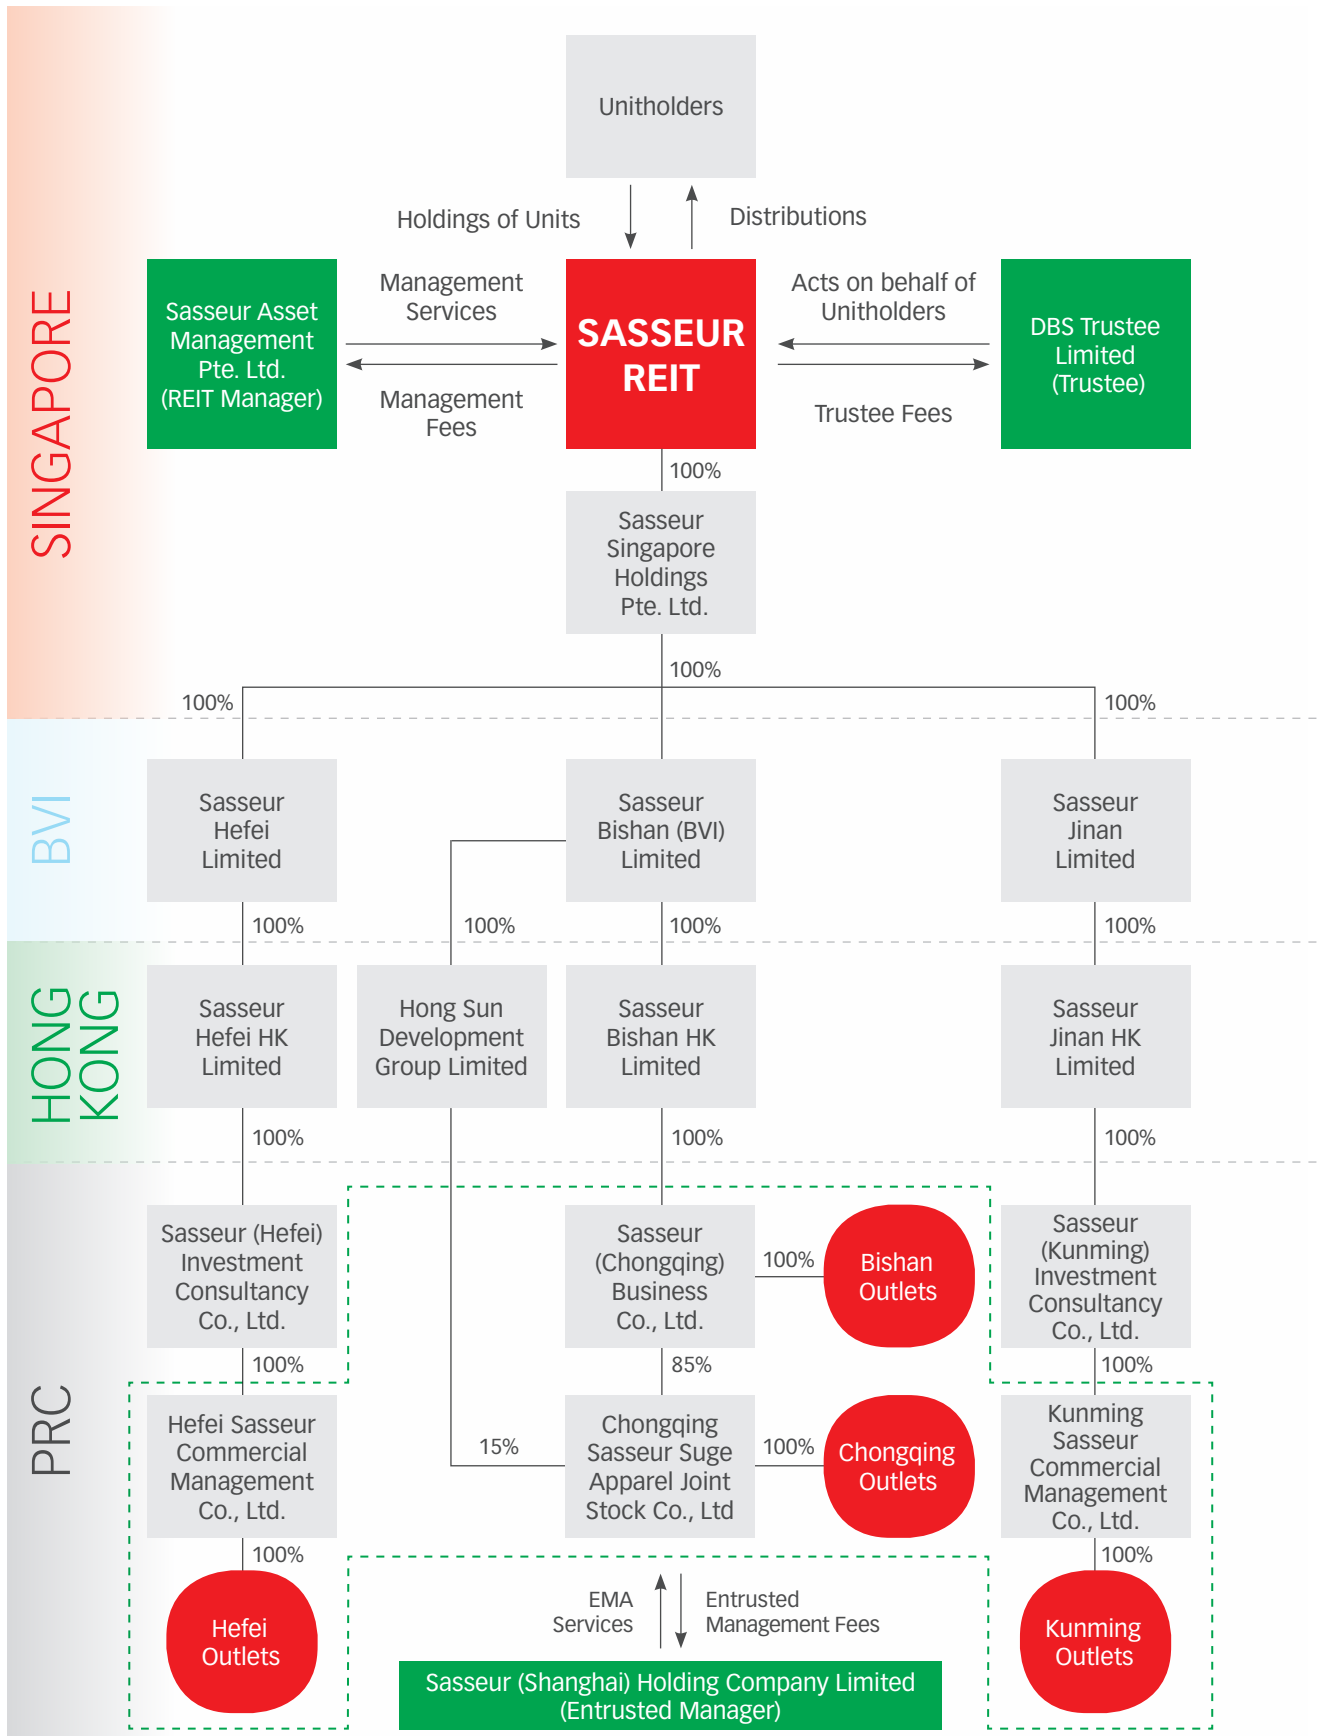 SINGAPORE
Unitholders
Holdings of Units
Distributions
Sasseur Asset
Management
Pte. Ltd.
(REIT Manager)
Management
Services
Management
Fees
SASSEUR
REIT
Acts on behalf of
Unitholders
Trustee Fees
DBS Trustee
Limited
(Trustee)
100%
Sasseur
Singapore
Holdings
Pte. Ltd.
100%
100%
100%
BVI
Sasseur
Hefei
Limited
Sasseur
Bishan (BVI)
Limited
Sasseur
Jinan
Limited
100%
100%
100%
100%
HONG
KONG
Sasseur
Hefei HK
Limited
Hong Sun
Development
Group Limited
Sasseur
Bishan HK
Limited
Sasseur
Jinan HK
Limited
100%
100%
100%
PRC
Sasseur (Hefei)
Investment
Consultancy
Co., Ltd.
Sasseur
(Chongqing)
Business
Co., Ltd.
100%
Bishan
Outlets
Sasseur
(Kunming)
Investment
Consultancy
Co., Ltd.
100%
85%
100%
Hefei Sasseur
Commercial
Management
Co., Ltd.
15%
Chongqing
Sasseur Suge
Apparel Joint
Stock Co., Ltd
100%
Chongqing
Outlets
Kunming
Sasseur
Commercial
Management
Co., Ltd.
100%
100%
Hefei
Outlets
EMA
Services
Entrusted
Management Fees
Kunming
Outlets
Sasseur (Shanghai) Holding Company Limited
(Entrusted Manager)